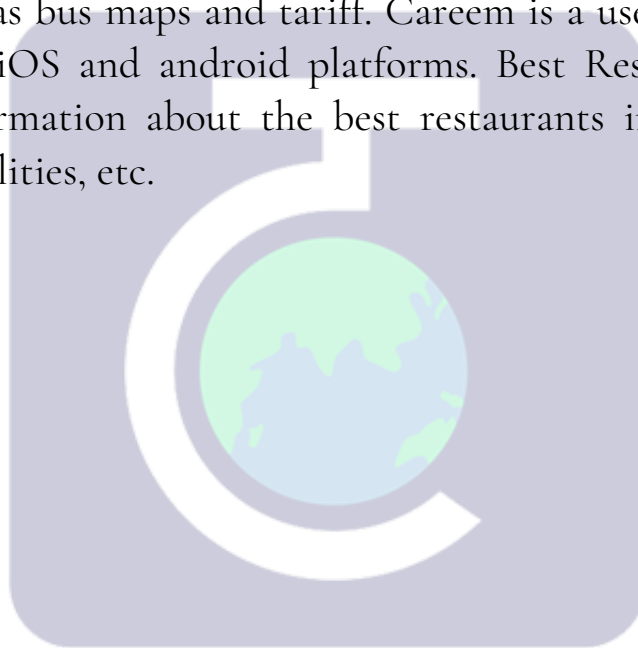 as bus maps and tariff. Careem is a use
iOS and android platforms. Best Res
rmation about the best restaurants i
lities, etc.